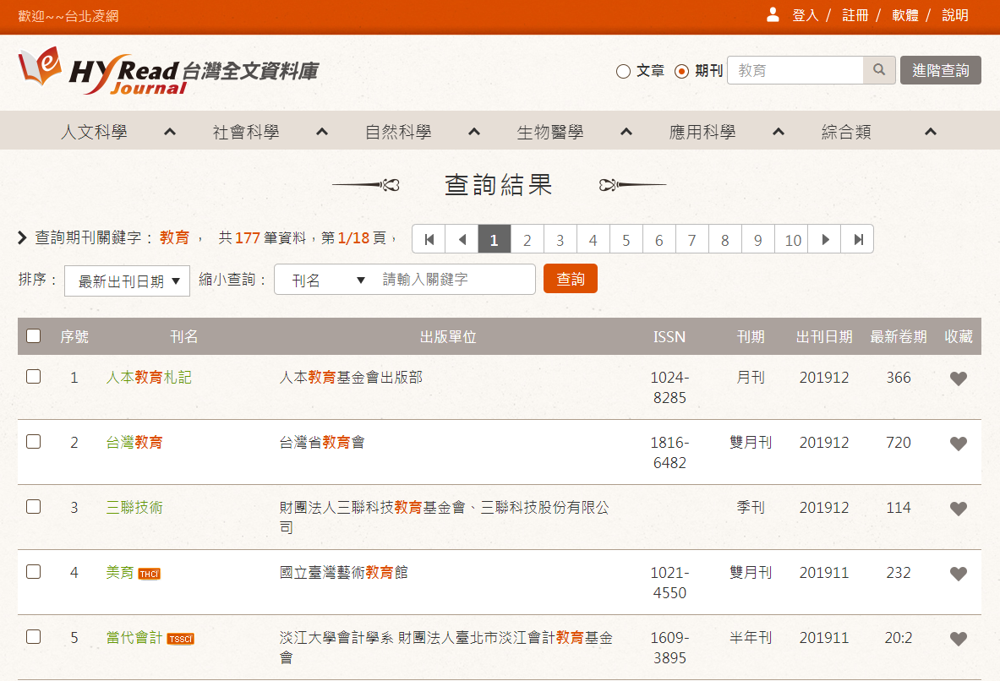 歡迎~~台北凌網
登入 / 註冊 / 軟體 / 說明
HYRead Journal 台灣全文資料庫
文章 期刊 教育 進階查詢
人文科學 社會科學 自然科學 生物醫學 應用科學 綜合類
查詢結果
查詢期刊關鍵字： 教育 ， 共 177 筆資料，第 1/18 頁， 1 2 3 4 5 6 7 8 9 10
排序： 最新出刊日期 ▼ 縮小查詢： 刊名 ▼ 請輸入關鍵字 查詢
序號 刊名 出版單位 ISSN 刊期 出刊日期 最新卷期 收藏
1 人本教育札記 人本教育基金會出版部 1024- 月刊 201912 366
8285
2 台灣教育 台灣省教育會 1816- 雙月刊 201912 720
6482
3 三聯技術 財團法人三聯科技教育基金會、三聯科技股份有限公 季刊 201912 114
司
4 美育 THCI 國立臺灣藝術教育館 1021- 雙月刊 201911 232
4550
5 當代會計 TSSCI 淡江大學會計學系 財團法人臺北市淡江會計教育基金 1609- 半年刊 201911 20:2
會 3895